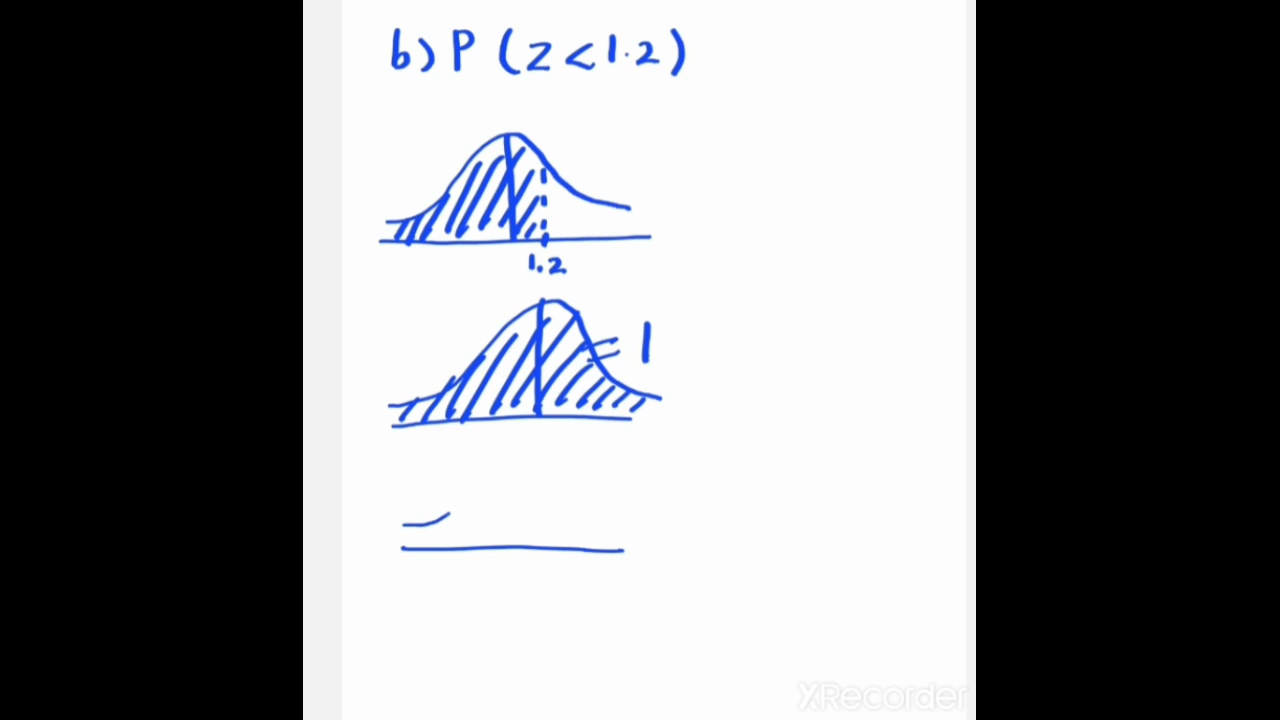 b) P (Z < 1.2)
1.2
= 1
XRecorder